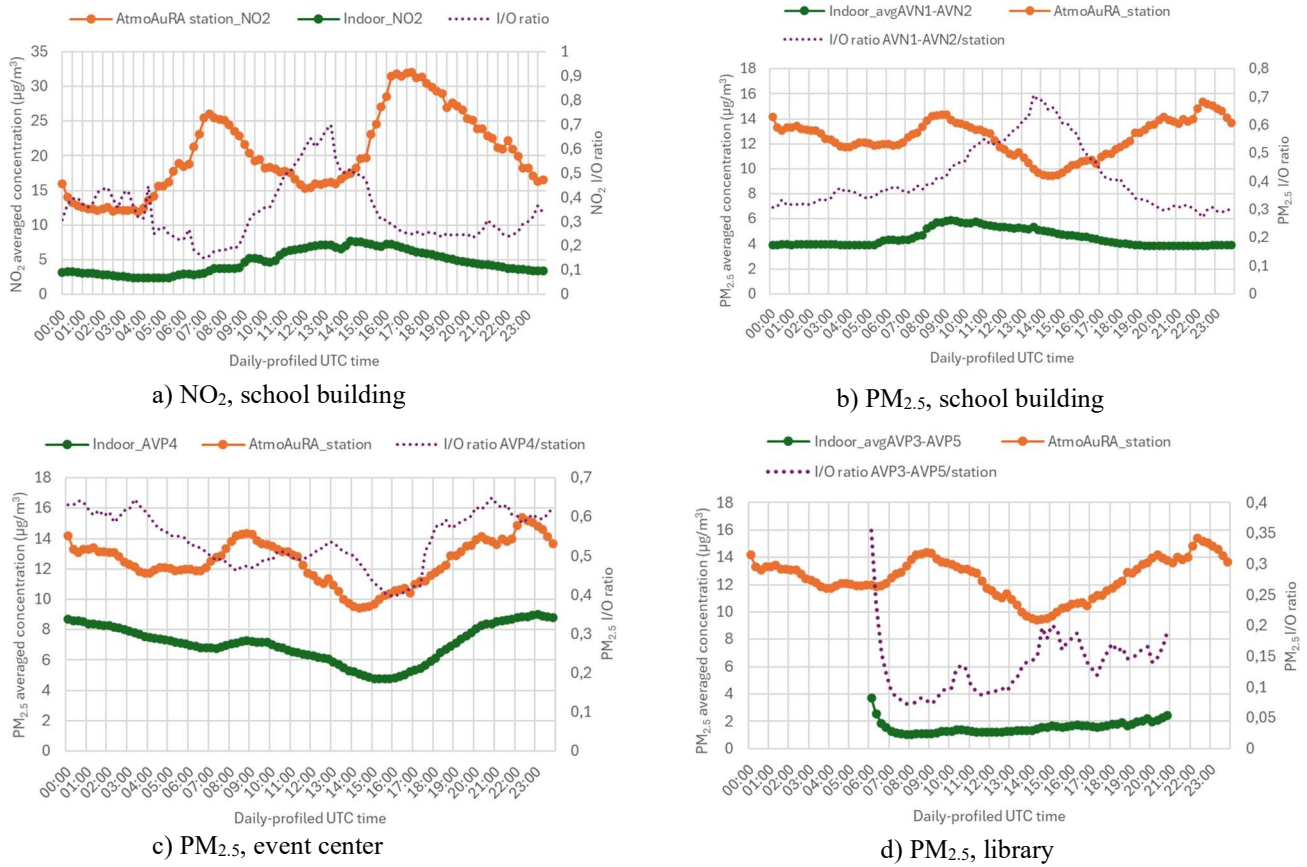 AtmoAuRA station_NO2 Indoor_NO2 I/O ratio
35
30
25
20
15
10
5
0
NO2 averaged concentration (µg/m³)
1
0,9
0,8
0,7
0,6
0,5
0,4
0,3
0,2
0,1
0
NO2 I/O ratio
00:00 01:00 02:00 03:00 04:00 05:00 06:00 07:00 08:00 09:00 10:00 11:00 12:00 13:00 14:00 15:00 16:00 17:00 18:00 19:00 20:00 21:00 22:00 23:00
Daily-profiled UTC time
a) NO2, school building
Indoor_avgAVN1-AVN2 AtmoAuRA_station
I/O ratio AVN1-AVN2/station
18
16
14
12
10
8
6
4
2
0
PM2.5 averaged concentration (µg/m³)
0,8
0,7
0,6
0,5
0,4
0,3
0,2
0,1
0
PM2.5 I/O ratio
00:00 01:00 02:00 03:00 04:00 05:00 06:00 07:00 08:00 09:00 10:00 11:00 12:00 13:00 14:00 15:00 16:00 17:00 18:00 19:00 20:00 21:00 22:00 23:00
Daily-profiled UTC time
b) PM2.5, school building
Indoor_AVP4 AtmoAuRA_station I/O ratio AVP4/station
18
16
14
12
10
8
6
4
2
0
PM2.5 averaged concentration (µg/m³)
0,7
0,6
0,5
0,4
0,3
0,2
0,1
0
PM2.5 I/O ratio
00:00 01:00 02:00 03:00 04:00 05:00 06:00 07:00 08:00 09:00 10:00 11:00 12:00 13:00 14:00 15:00 16:00 17:00 18:00 19:00 20:00 21:00 22:00 23:00
Daily-profiled UTC time
c) PM2.5, event center
Indoor_avgAVP3-AVP5 AtmoAuRA_station
I/O ratio AVP3-AVP5/station
18
16
14
12
10
8
6
4
2
0
PM2.5 averaged concentration (µg/m³)
0,4
0,35
0,3
0,25
0,2
0,15
0,1
0,05
0
PM2.5 I/O ratio
00:00 01:00 02:00 03:00 04:00 05:00 06:00 07:00 08:00 09:00 10:00 11:00 12:00 13:00 14:00 15:00 16:00 17:00 18:00 19:00 20:00 21:00 22:00 23:00
Daily-profiled UTC time
d) PM2.5, library